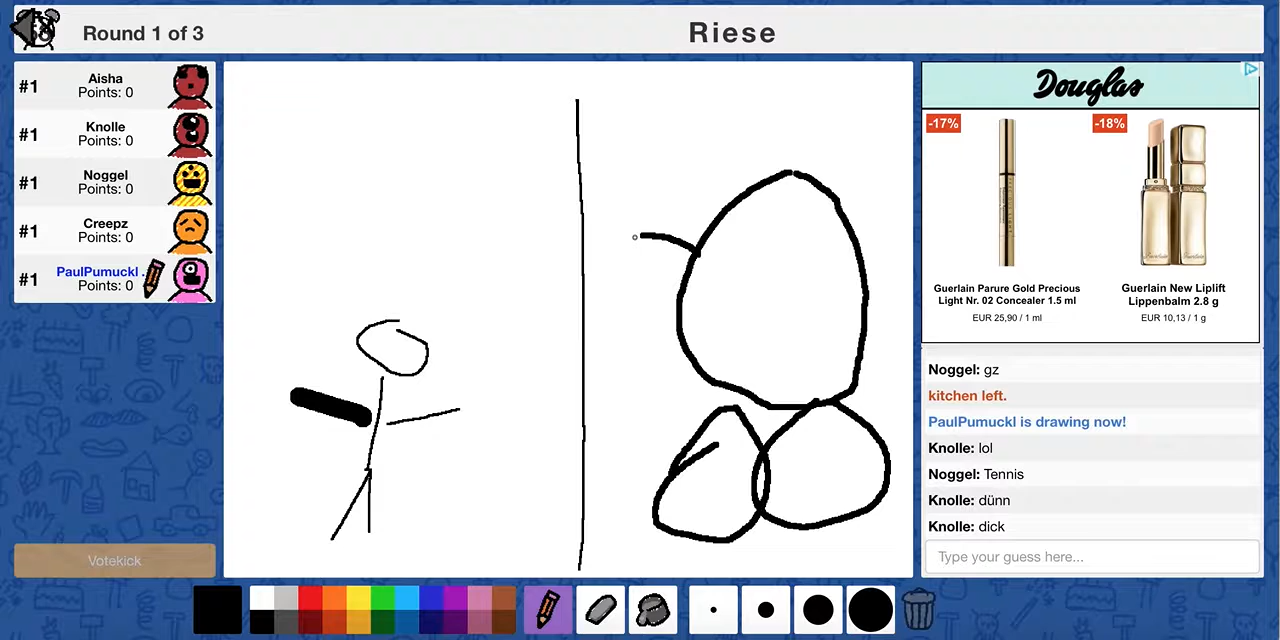 Round 1 of 3
Riese
#1 Aisha
Points: 0
#1 Knolle
Points: 0
#1 Noggel
Points: 0
#1 Creepz
Points: 0
#1 PaulPumuckl .
Points: 0
Votekick
Douglas
-17%
-18%
Guerlain Parure Gold Precious
Light Nr. 02 Concealer 1.5 ml
EUR 25,90 / 1 ml
Guerlain New Liplift
Lippenbalm 2.8 g
EUR 10,13 / 1 g
Noggel: gz
kitchen left.
PaulPumuckl is drawing now!
Knolle: lol
Noggel: Tennis
Knolle: dünn
Knolle: dick
Type your guess here...